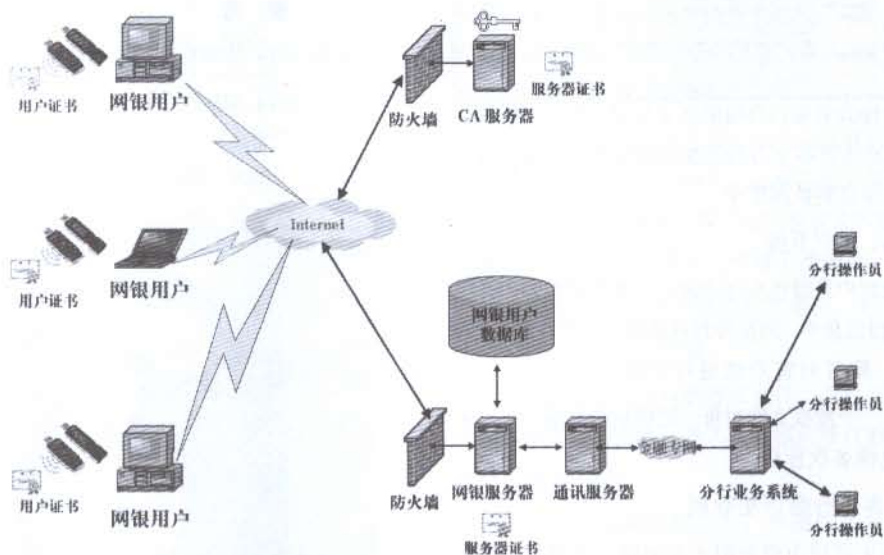 用户证书
网银用户
防火墙
CA 服务器
服务器证书
Internet
用户证书
网银用户
网银用户
数据库
分行操作员
分行操作员
用户证书
网银用户
防火墙
网银服务器
通讯服务器
金融专网
分行业务系统
分行操作员
服务器证书